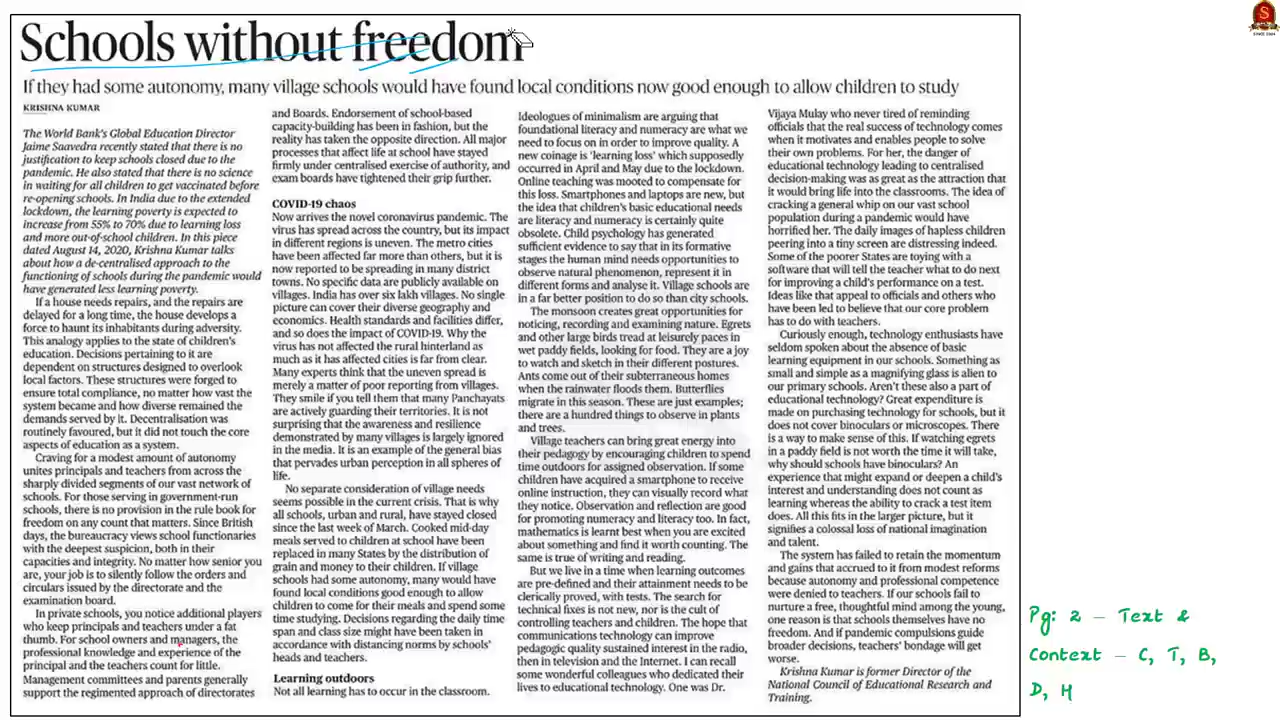 Schools without freedom
If they had some autonomy, many village schools would have found local conditions now good enough to allow children to study
KRISHNA KUMAR
The World Bank's Global Education Director
Jaime Saavedra recently stated that there is no
justification to keep schools closed due to the
pandemic. He also stated that there is no science
in waiting for all children to get vaccinated before
re-opening schools. In India due to the extended
lockdown, the learning poverty is expected to
increase from 55% to 70% due to learning loss
and more out-of-school children. In this piece
dated August 14, 2020, Krishna Kumar talks
about how a de-centralised approach to the
functioning of schools during the pandemic would
have generated less learning poverty.
If a house needs repairs, and the repairs are
delayed for a long time, the house develops a
force to haunt its inhabitants during adversity.
This analogy applies to the state of children's
education. Decisions pertaining to it are
dependent on structures designed to overlook
local factors. These structures were forged to
ensure total compliance, no matter how vast the
system became and how diverse remained the
demands served by it. Decentralisation was
routinely favoured, but it did not touch the core
aspects of education as a system.
Craving for a modest amount of autonomy
unites principals and teachers from across the
sharply divided segments of our vast network of
schools. For those serving in government-run
schools, there is no provision in the rule book for
freedom on any count that matters. Since British
days, the bureaucracy views school functionaries
with the deepest suspicion, both in their
capacities and integrity. No matter how senior you
are, your job is to silently follow the orders and
circulars issued by the directorate and the
examination board.
In private schools, you notice additional players
who keep principals and teachers under a fat
thumb. For school owners and managers, the
professional knowledge and experience of the
principal and the teachers count for little.
Management committees and parents generally
support the regimented approach of directorates
and Boards. Endorsement of school-based
capacity-building has been in fashion, but the
reality has taken the opposite direction. All major
processes that affect life at school have stayed
firmly under centralised exercise of authority, and
exam boards have tightened their grip further.
COVID-19 chaos
Now arrives the novel coronavirus pandemic. The
virus has spread across the country, but its impact
in different regions is uneven. The metro cities
have been affected far more than others, but it is
now reported to be spreading in many district
towns. No specific data are publicly available on
villages. India has over six lakh villages. No single
picture can cover their diverse geography and
economics. Health standards and facilities differ,
and so does the impact of COVID-19. Why the
virus has not affected the rural hinterland as
much as it has affected cities is far from clear.
Many experts think that the uneven spread is
merely a matter of poor reporting from villages.
They smile if you tell them that many Panchayats
are actively guarding their territories. It is not
surprising that the awareness and resilience
demonstrated by many villages is largely ignored
in the media. It is an example of the general bias
that pervades urban perception in all spheres of
life.
No separate consideration of village needs
seems possible in the current crisis. That is why
all schools, urban and rural, have stayed closed
since the last week of March. Cooked mid-day
meals served to children at school have been
replaced in many States by the distribution of
grain and money to their children. If village
schools had some autonomy, many would have
found local conditions good enough to allow
children to come for their meals and spend some
time studying. Decisions regarding the daily time
span and class size might have been taken in
accordance with distancing norms by schools'
heads and teachers.
Learning outdoors
Not all learning has to occur in the classroom.
Ideologues of minimalism are arguing that
foundational literacy and numeracy are what we
need to focus on in order to improve quality. A
new coinage is 'learning loss' which supposedly
occurred in April and May due to the lockdown.
Online teaching was mooted to compensate for
this loss. Smartphones and laptops are new, but
the idea that children's basic educational needs
are literacy and numeracy is certainly quite
obsolete. Child psychology has generated
sufficient evidence to say that in its formative
stages the human mind needs opportunities to
observe natural phenomenon, represent it in
different forms and analyse it. Village schools are
in a far better position to do so than city schools.
The monsoon creates great opportunities for
noticing, recording and examining nature. Egrets
and other large birds tread at leisurely paces in
wet paddy fields, looking for food. They are a joy
to watch and sketch in their different postures.
Ants come out of their subterraneous homes
when the rainwater floods them. Butterflies
migrate in this season. These are just examples;
there are a hundred things to observe in plants
and trees.
Village teachers can bring great energy into
their pedagogy by encouraging children to spend
time outdoors for assigned observation. If some
children have acquired a smartphone to receive
online instruction, they can visually record what
they notice. Observation and reflection are good
for promoting numeracy and literacy too. In fact,
mathematics is learnt best when you are excited
about something and find it worth counting. The
same is true of writing and reading.
But we live in a time when learning outcomes
are pre-defined and their attainment needs to be
clerically proved, with tests. The search for
technical fixes is not new, nor is the cult of
controlling teachers and children. The hope that
communications technology can improve
pedagogic quality sustained interest in the radio,
then in television and the Internet. I can recall
some wonderful colleagues who dedicated their
lives to educational technology. One was Dr.
Vijaya Mulay who never tired of reminding
officials that the real success of technology comes
when it motivates and enables people to solve
their own problems. For her, the danger of
educational technology leading to centralised
decision-making was as great as the attraction that
it would bring life into the classrooms. The idea of
cracking a general whip on our vast school
population during a pandemic would have
horrified her. The daily images of hapless children
peering into a tiny screen are distressing indeed.
Some of the poorer States are toying with a
software that will tell the teacher what to do next
for improving a child's performance on a test.
Ideas like that appeal to officials and others who
have been led to believe that our core problem
has to do with teachers.
Curiously enough, technology enthusiasts have
seldom spoken about the absence of basic
learning equipment in our schools. Something as
small and simple as a magnifying glass is alien to
our primary schools. Aren't these also a part of
educational technology? Great expenditure is
made on purchasing technology for schools, but it
does not cover binoculars or microscopes. There
is a way to make sense of this. If watching egrets
in a paddy field is not worth the time it will take,
why should schools have binoculars? An
experience that might expand or deepen a child's
interest and understanding does not count as
learning whereas the ability to crack a test item
does. All this fits in the larger picture, but it
signifies a colossal loss of national imagination
and talent.
The system has failed to retain the momentum
and gains that accrued to it from modest reforms
because autonomy and professional competence
were denied to teachers. If our schools fail to
nurture a free, thoughtful mind among the young,
one reason is that schools themselves have no
freedom. And if pandemic compulsions guide
broader decisions, teachers' bondage will get
worse.
Krishna Kumar is former Director of the
National Council of Educational Research and
Training.
Pg: 2 – Text &
Context – C, T, B,
D, H